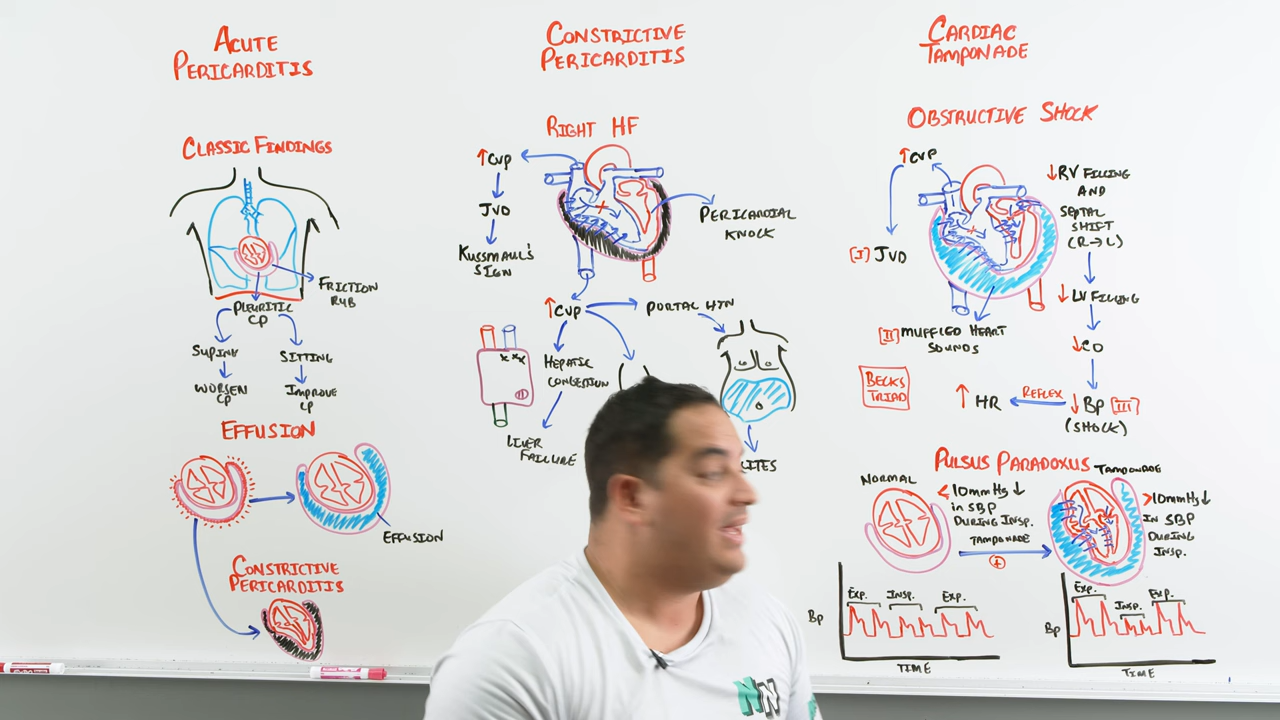 ACUTE
PERICARDITIS
CLASSIC FINDINGS
FRICTION
RUB
PLEURITIC
CP
SUPINE
WORSEN
CP
SITTING
IMPROVE
CP
EFFUSION
EFFUSION
CONSTRICTIVE
PERICARDITIS
CONSTRICTIVE
PERICARDITIS
RIGHT HF
↑CVP
JVD
KUSSMAUL'S
SIGN
PERICARDIAL
KNOCK
↑CVP
PORTAL HTN
HEPATIC
CONGESTION
LIVER
FAILURE
CARDIAC
TAMPONADE
OBSTRUCTIVE SHOCK
↑CVP
[I] JVD
[II] MUFFLED HEART
SOUNDS
↓RV FILLING
AND
SEPTAL
SHIFT
(R→L)
↓LV FILLING
↓CO
↓BP [III]
(SHOCK)
REFLEX
↑HR
BECKS
TRIAD
PULSUS PARADOXUS
NORMAL
<10mmHg↓
in SBP
DURING INSP.
TAMPONADE
+
TAMPONADE
>10mmHg↓
IN SBP
DURING
INSP.
BP
EXP.
INSP.
EXP.
TIME
BP
EXP.
INSP.
EXP.
TIME
NN